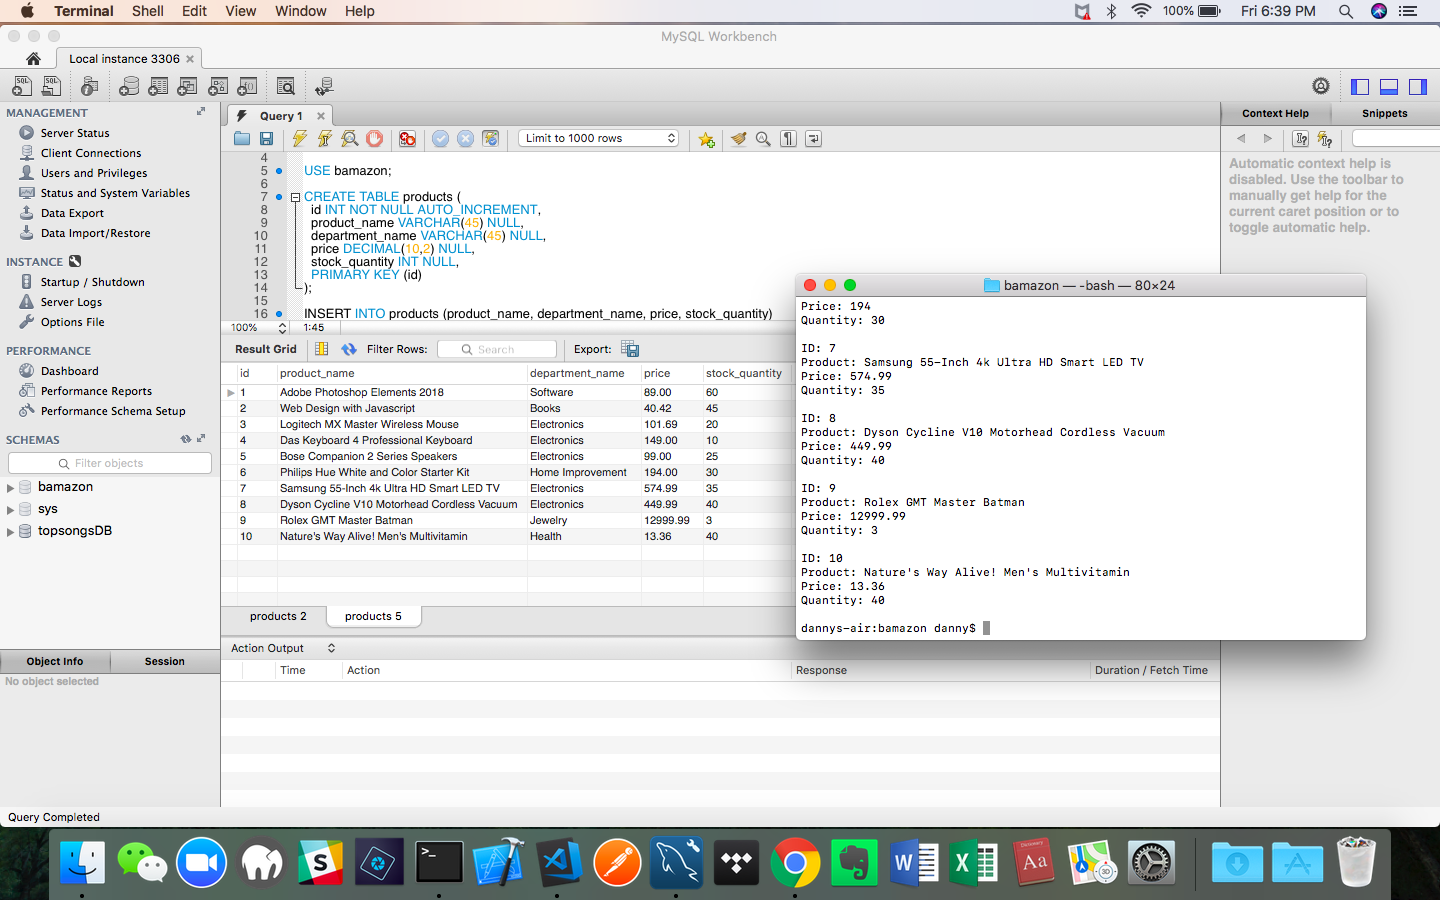 Terminal Shell Edit View Window Help 100% Fri 6:39 PM
MySQL Workbench
Local instance 3306
MANAGEMENT
Server Status
Client Connections
Users and Privileges
Status and System Variables
Data Export
Data Import/Restore
INSTANCE
Startup / Shutdown
Server Logs
Options File
PERFORMANCE
Dashboard
Performance Reports
Performance Schema Setup
SCHEMAS
Filter objects
bamazon
sys
topsongsDB
Object Info Session
No object selected
Query 1
Limit to 1000 rows
4
5 USE bamazon;
6
7 CREATE TABLE products (
8 id INT NOT NULL AUTO_INCREMENT,
9 product_name VARCHAR(45) NULL,
10 department_name VARCHAR(45) NULL,
11 price DECIMAL(10,2) NULL,
12 stock_quantity INT NULL,
13 PRIMARY KEY (id)
14 );
15
16 INSERT INTO products (product_name, department_name, price, stock_quantity)
100% 1:45
Result Grid Filter Rows: Search Export:
id product_name department_name price stock_quantity
1 Adobe Photoshop Elements 2018 Software 89.00 60
2 Web Design with Javascript Books 40.42 45
3 Logitech MX Master Wireless Mouse Electronics 101.69 20
4 Das Keyboard 4 Professional Keyboard Electronics 149.00 10
5 Bose Companion 2 Series Speakers Electronics 99.00 25
6 Philips Hue White and Color Starter Kit Home Improvement 194.00 30
7 Samsung 55-Inch 4k Ultra HD Smart LED TV Electronics 574.99 35
8 Dyson Cycline V10 Motorhead Cordless Vacuum Electronics 449.99 40
9 Rolex GMT Master Batman Jewelry 12999.99 3
10 Nature's Way Alive! Men's Multivitamin Health 13.36 40
products 2 products 5
Action Output
Time Action Response Duration / Fetch Time
Context Help Snippets
Automatic context help is
disabled. Use the toolbar to
manually get help for the
current caret position or to
toggle automatic help.
bamazon — -bash — 80×24
Price: 194
Quantity: 30
ID: 7
Product: Samsung 55-Inch 4k Ultra HD Smart LED TV
Price: 574.99
Quantity: 35
ID: 8
Product: Dyson Cycline V10 Motorhead Cordless Vacuum
Price: 449.99
Quantity: 40
ID: 9
Product: Rolex GMT Master Batman
Price: 12999.99
Quantity: 3
ID: 10
Product: Nature's Way Alive! Men's Multivitamin
Price: 13.36
Quantity: 40
dannys-air:bamazon danny$
Query Completed